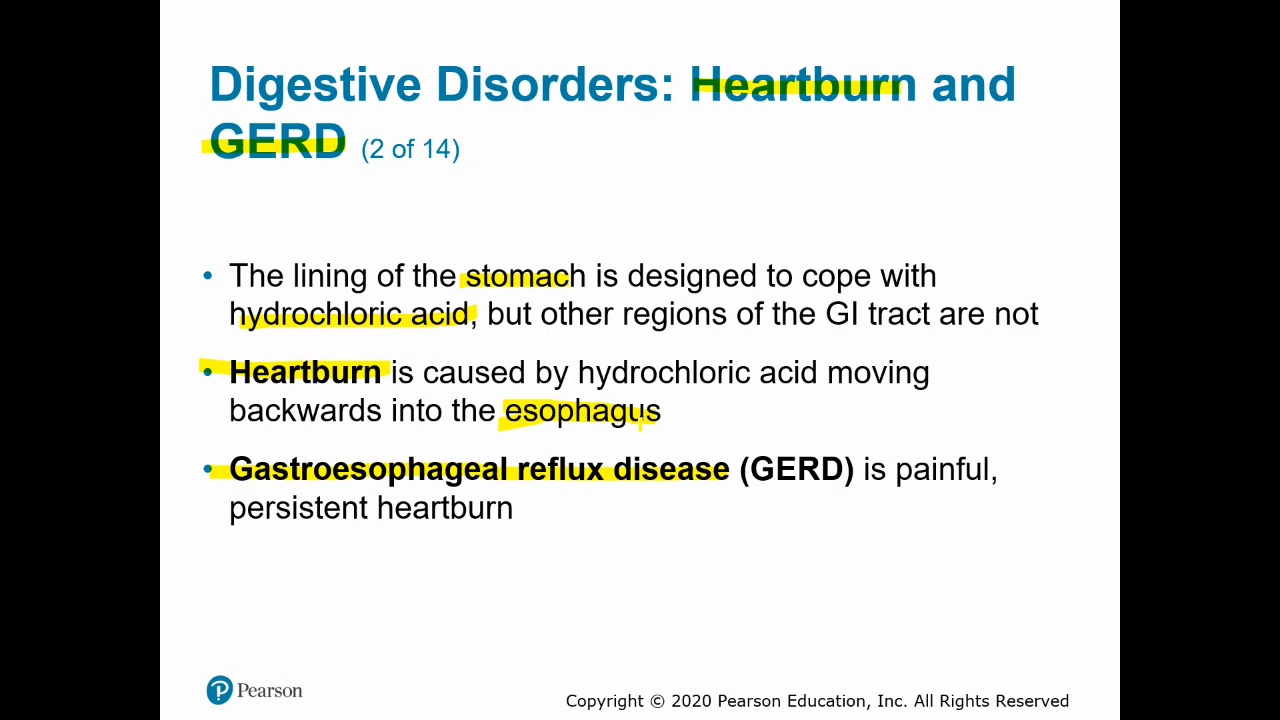 Digestive Disorders: Heartburn and
GERD (2 of 14)
• The lining of the stomach is designed to cope with
hydrochloric acid, but other regions of the GI tract are not
• Heartburn is caused by hydrochloric acid moving
backwards into the esophagus
• Gastroesophageal reflux disease (GERD) is painful,
persistent heartburn
P Pearson
Copyright © 2020 Pearson Education, Inc. All Rights Reserved